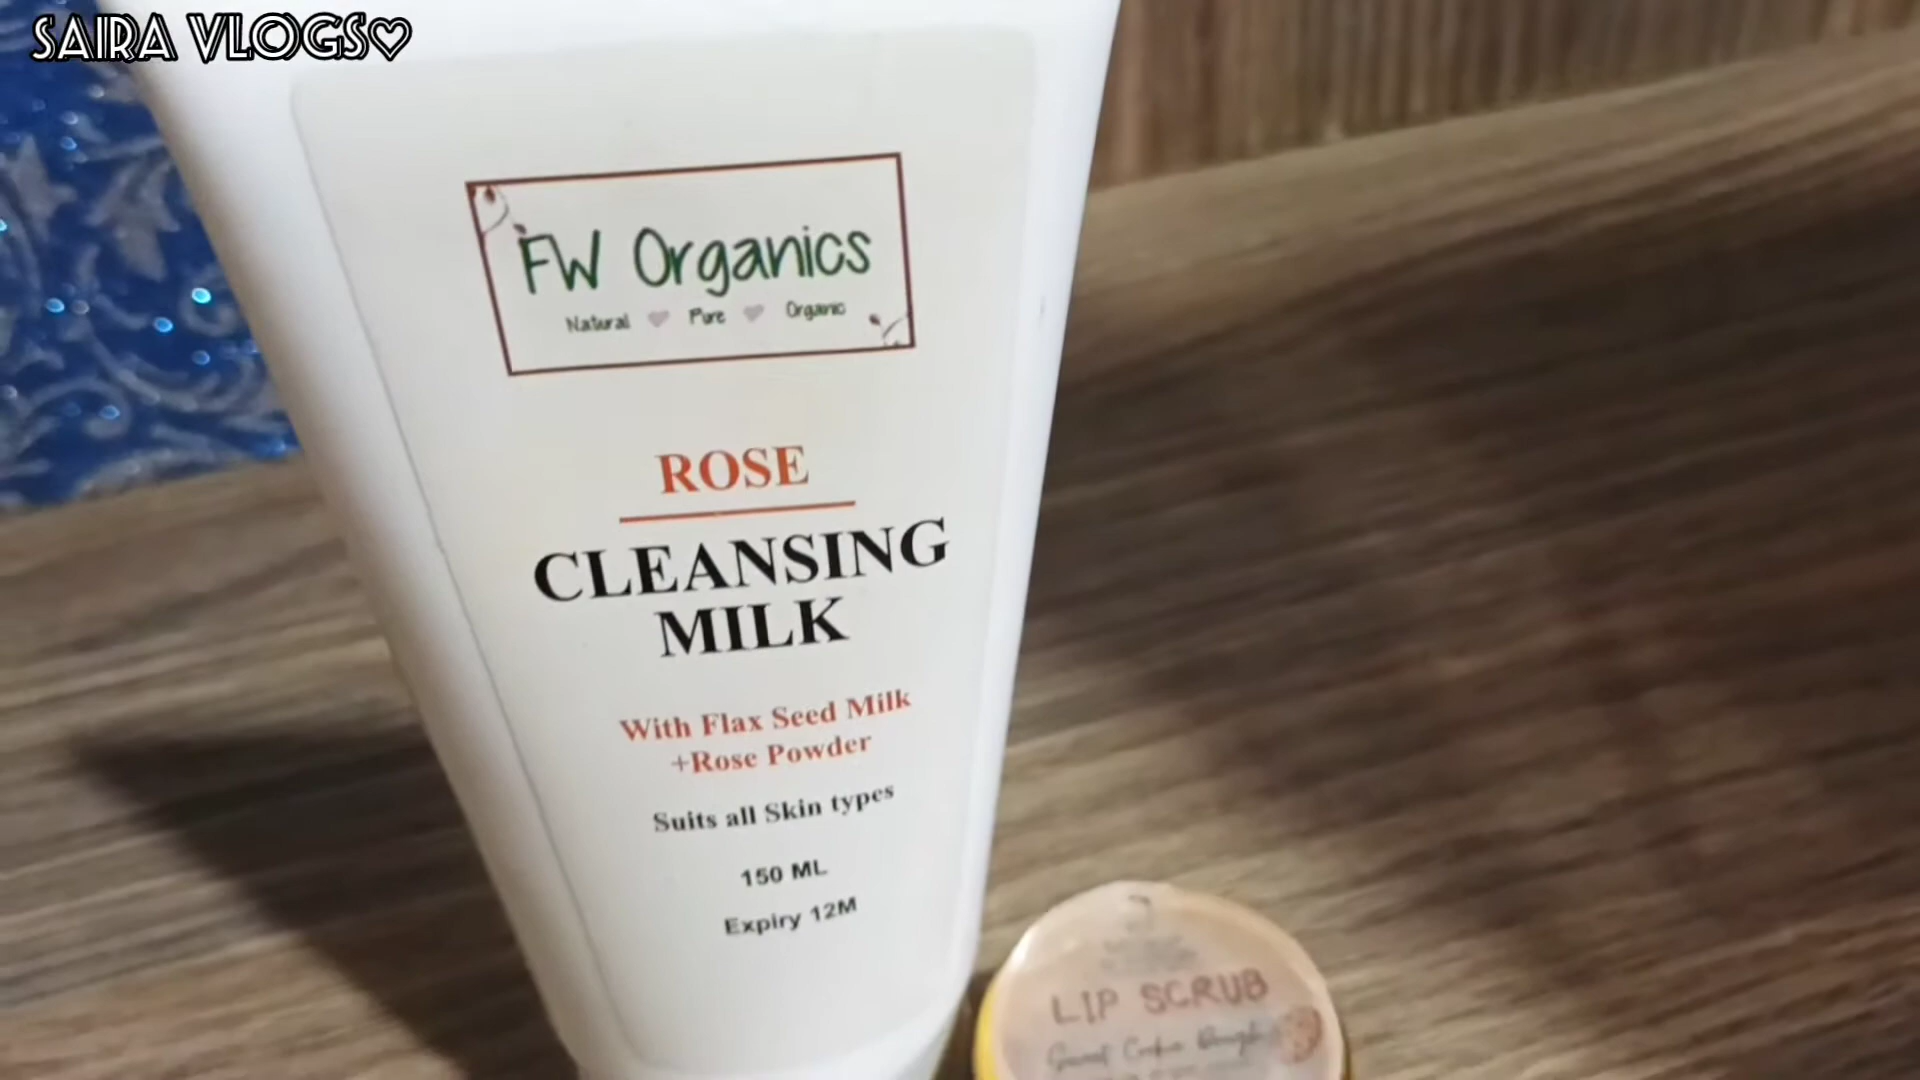 SAIRA VLOGS♡
FW Organics
Natural Pure Organic
ROSE
CLEANSING
MILK
With Flax Seed Milk
+Rose Powder
Suits all Skin types
150 ML
Expiry 12M
LIP SCRUB